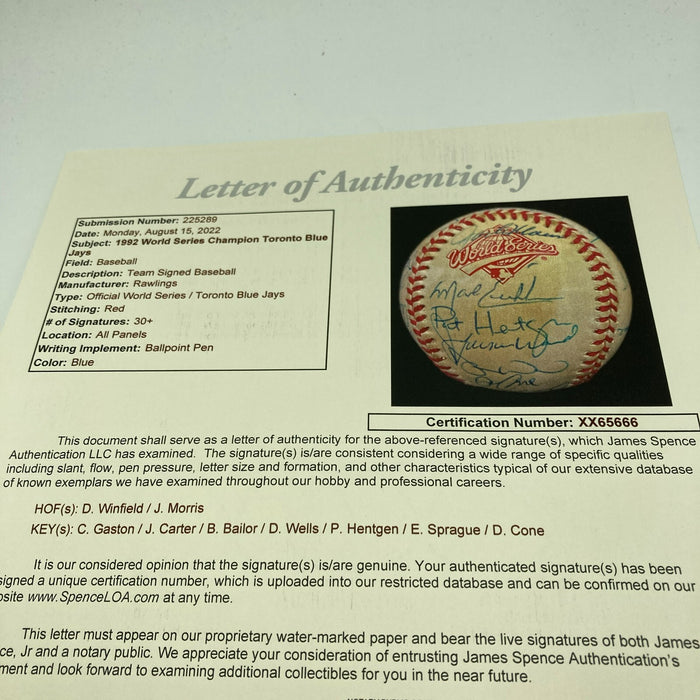 Letter of Authenticity
Submission Number: 225289
Date: Monday, August 15, 2022
Subject: 1992 World Series Champion Toronto Blue
Jays
Field: Baseball
Description: Team Signed Baseball
Manufacturer: Rawlings
Type: Official World Series / Toronto Blue Jays
Stitching: Red
# of Signatures: 30+
Location: All Panels
Writing Implement: Ballpoint Pen
Color: Blue
World Series
1992
Pat Hentg
Certification Number: XX65666
This document shall serve as a letter of authenticity for the above-referenced signature(s), which James Spence
Authentication LLC has examined. The signature(s) is/are consistent considering a wide range of specific qualities
including slant, flow, pen pressure, letter size and formation, and other characteristics typical of our extensive database
of known exemplars we have examined throughout our hobby and professional careers.
HOF(s): D. Winfield / J. Morris
KEY(s): C. Gaston / J. Carter / B. Bailor / D. Wells / P. Hentgen / E. Sprague / D. Cone
It is our considered opinion that the signature(s) is/are genuine. Your authenticated signature(s) has been
signed a unique certification number, which is uploaded into our restricted database and can be confirmed on our
bsite www.SpenceLOA.com at any time.
This letter must appear on our proprietary water-marked paper and bear the live signatures of both James
ce, Jr and a notary public. We appreciate your consideration of entrusting James Spence Authentication's
ment and look forward to examining additional collectibles for you in the near future.